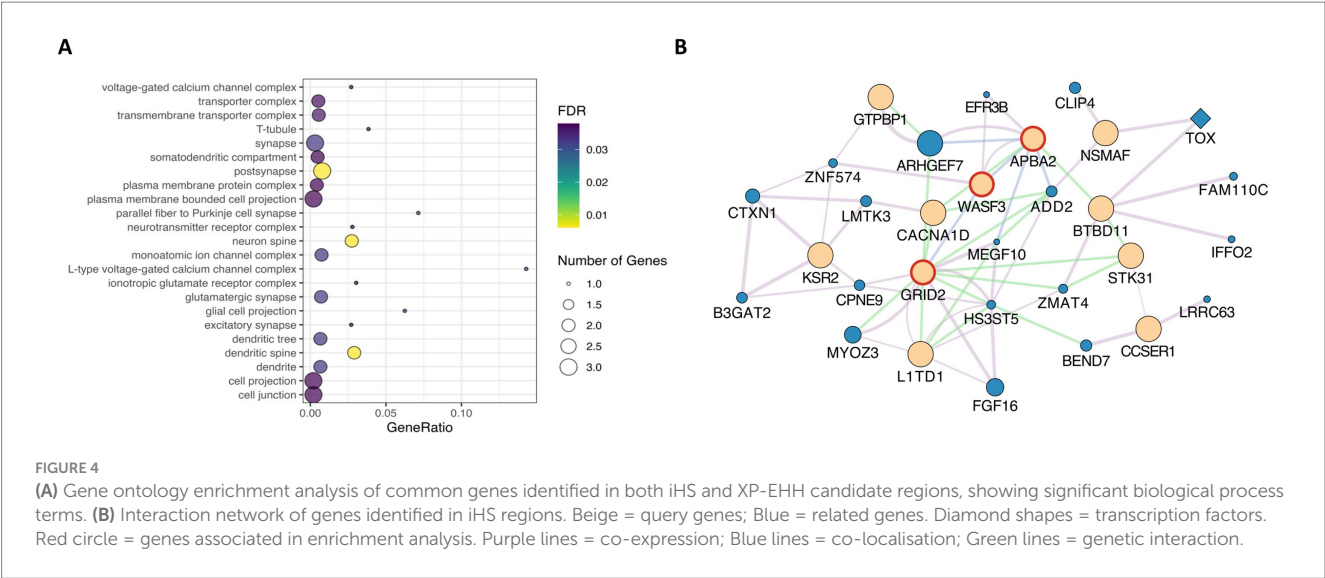 A
voltage-gated calcium channel complex
transporter complex
transmembrane transporter complex
T-tubule
synapse
somatodendritic compartment
postsynapse
plasma membrane protein complex
plasma membrane bounded cell projection
parallel fiber to Purkinje cell synapse
neurotransmitter receptor complex
neuron spine
monoatomic ion channel complex
L-type voltage-gated calcium channel complex
ionotropic glutamate receptor complex
glutamatergic synapse
glial cell projection
excitatory synapse
dendritic tree
dendritic spine
dendrite
cell projection
cell junction
0.00
0.05
0.10
GeneRatio
FDR
0.03
0.02
0.01
Number of Genes
1.0
1.5
2.0
2.5
3.0
B
GTPBP1
EFR3B
CLIP4
TOX
ARHGEF7
APBA2
NSMAF
ZNF574
FAM110C
CTXN1
LMTK3
WASF3
ADD2
CACNA1D
BTBD11
IFFO2
MEGF10
KSR2
STK31
GRID2
B3GAT2
CPNE9
HS3ST5
ZMAT4
LRRC63
MYOZ3
L1TD1
BEND7
CCSER1
FGF16
FIGURE 4
(A) Gene ontology enrichment analysis of common genes identified in both iHS and XP-EHH candidate regions, showing significant biological process
terms. (B) Interaction network of genes identified in iHS regions. Beige = query genes; Blue = related genes. Diamond shapes = transcription factors.
Red circle = genes associated in enrichment analysis. Purple lines = co-expression; Blue lines = co-localisation; Green lines = genetic interaction.